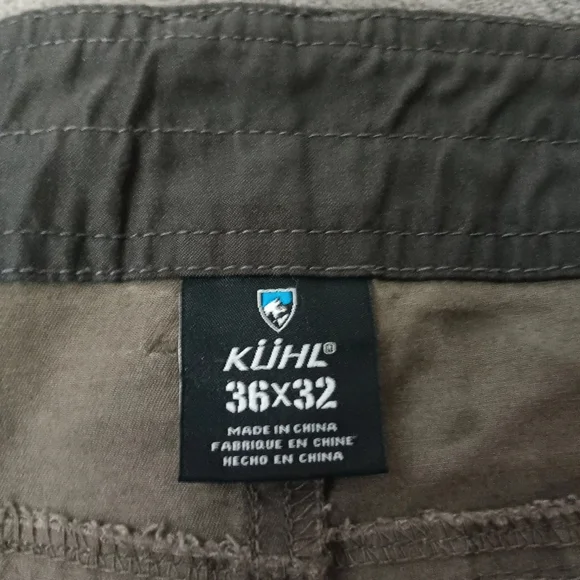 KÜHL®
36X32
MADE IN CHINA
FABRIQUE EN CHINE
HECHO EN CHINA